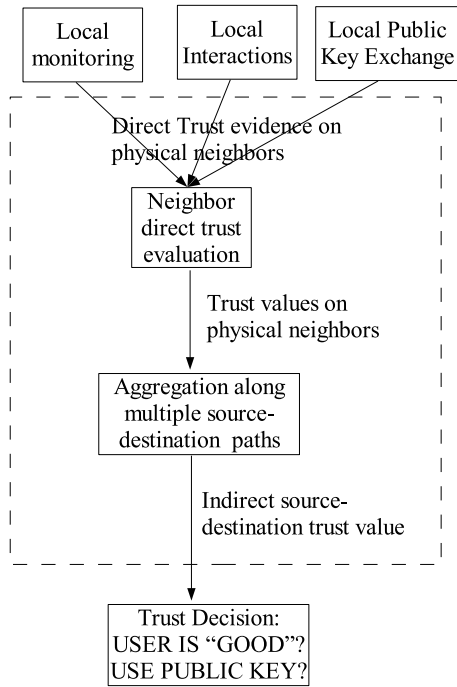 Local
monitoring
Local
Interactions
Local Public
Key Exchange
Direct Trust evidence on
physical neighbors
Neighbor
direct trust
evaluation
Trust values on
physical neighbors
Aggregation along
multiple source-
destination paths
Indirect source-
destination trust value
Trust Decision:
USER IS “GOOD”?
USE PUBLIC KEY?